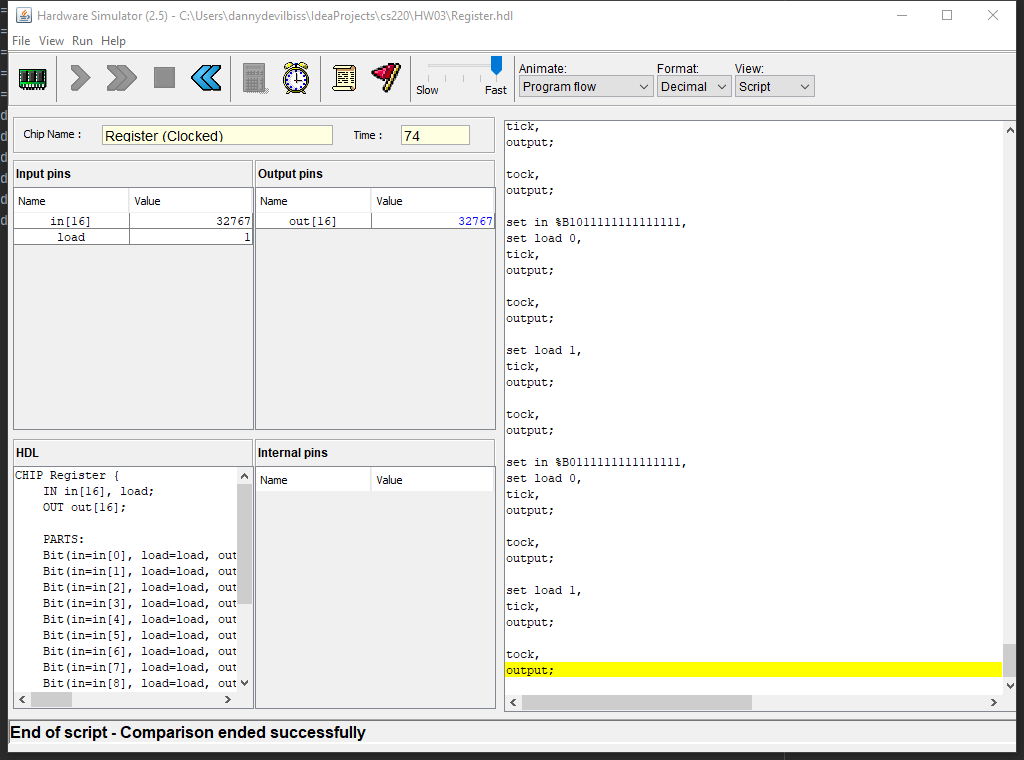 Hardware Simulator (2.5) - C:\Users\dannydevilbiss\IdeaProjects\cs220\HW03\Register.hdl
File View Run Help
Slow Fast
Animate: Format: View:
Program flow Decimal Script
Chip Name : Register (Clocked) Time : 74
Input pins
Name Value
in[16] 32767
load 1
Output pins
Name Value
out[16] 32767
HDL
CHIP Register {
IN in[16], load;
OUT out[16];
PARTS:
Bit(in=in[0], load=load, out
Bit(in=in[1], load=load, out
Bit(in=in[2], load=load, out
Bit(in=in[3], load=load, out
Bit(in=in[4], load=load, out
Bit(in=in[5], load=load, out
Bit(in=in[6], load=load, out
Bit(in=in[7], load=load, out
Bit(in=in[8], load=load, out
Internal pins
Name Value
tick,
output;
tock,
output;
set in %B1011111111111111,
set load 0,
tick,
output;
tock,
output;
set load 1,
tick,
output;
tock,
output;
set in %B0111111111111111,
set load 0,
tick,
output;
tock,
output;
set load 1,
tick,
output;
tock,
output;
End of script - Comparison ended successfully